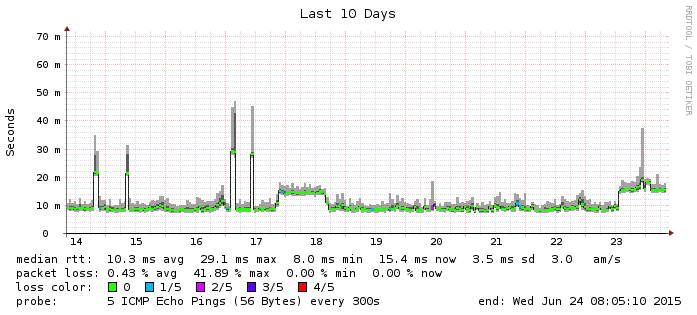 Last 10 Days
RRDTOOL / TOBI OETIKER
Seconds
70 m
60 m
50 m
40 m
30 m
20 m
10 m
0
14 15 16 17 18 19 20 21 22 23
median rtt: 10.3 ms avg 29.1 ms max 8.0 ms min 15.4 ms now 3.5 ms sd 3.0 am/s
packet loss: 0.43 % avg 41.89 % max 0.00 % min 0.00 % now
loss color: 0 1/5 2/5 3/5 4/5
probe: 5 ICMP Echo Pings (56 Bytes) every 300s end: Wed Jun 24 08:05:10 2015